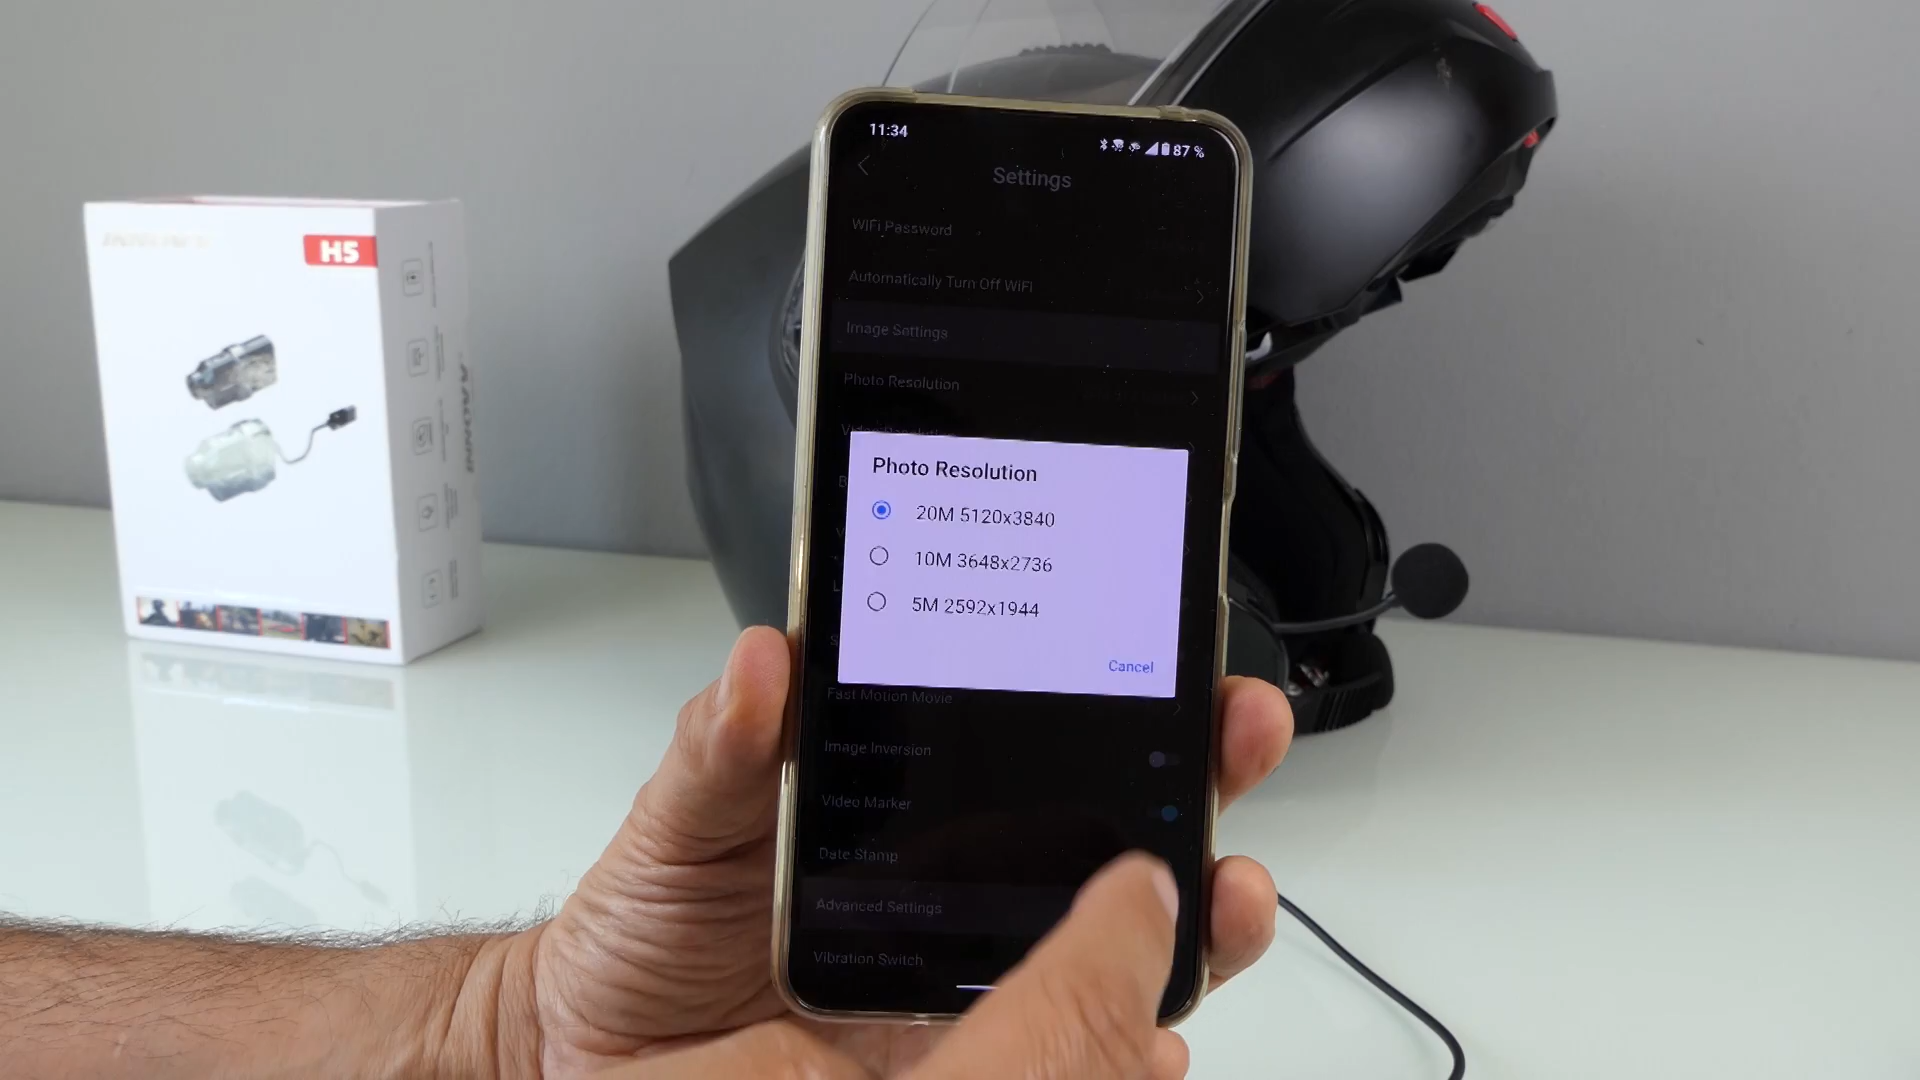 H5
INNOVV
11:34
87 %
Settings
WiFi Password
Automatically Turn Off WiFi
Image Settings
Photo Resolution
Photo Resolution
20M 5120x3840
10M 3648x2736
5M 2592x1944
Cancel
Fast Motion Movie
Image Inversion
Video Marker
Date Stamp
Advanced Settings
Vibration Switch